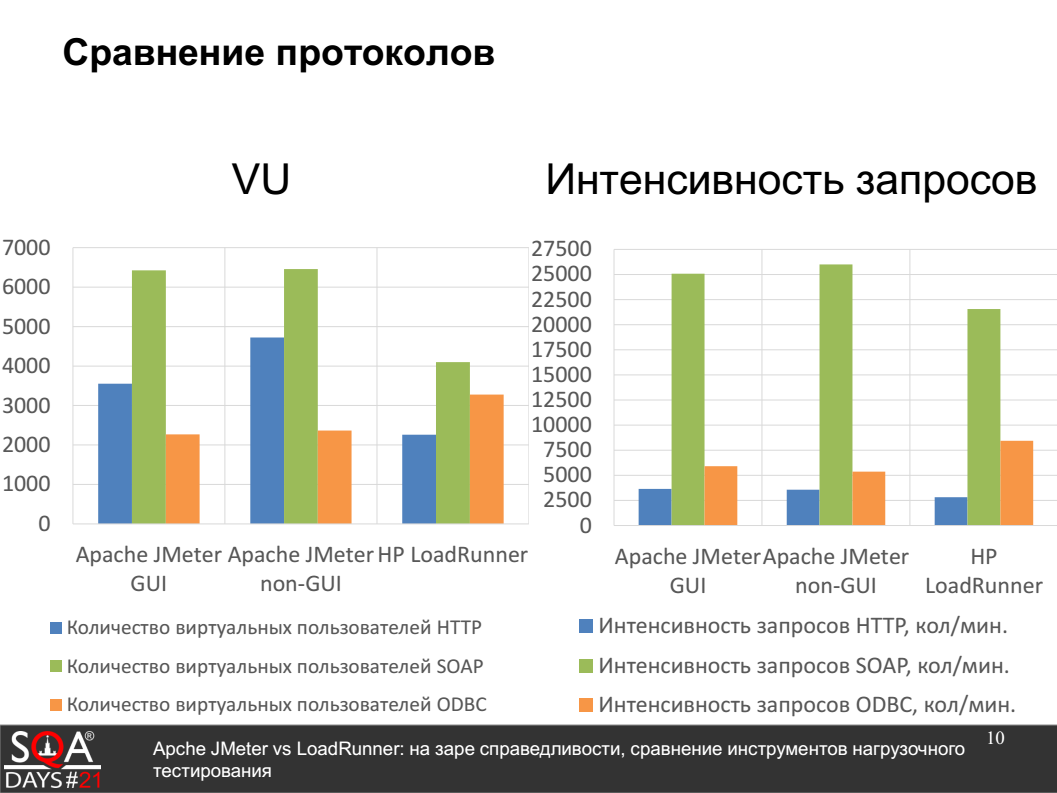 Сравнение протоколов
VU
7000
6000
5000
4000
3000
2000
1000
0
Apache JMeter GUI
Apache JMeter non-GUI
HP LoadRunner
Количество виртуальных пользователей HTTP
Количество виртуальных пользователей SOAP
Количество виртуальных пользователей ODBC
Интенсивность запросов
27500
25000
22500
20000
17500
15000
12500
10000
7500
5000
2500
0
Apache JMeter GUI
Apache JMeter non-GUI
HP LoadRunner
Интенсивность запросов HTTP, кол/мин.
Интенсивность запросов SOAP, кол/мин.
Интенсивность запросов ODBC, кол/мин.
SQA®
DAYS#21
Apche JMeter vs LoadRunner: на заре справедливости, сравнение инструментов нагрузочного
тестирования
10